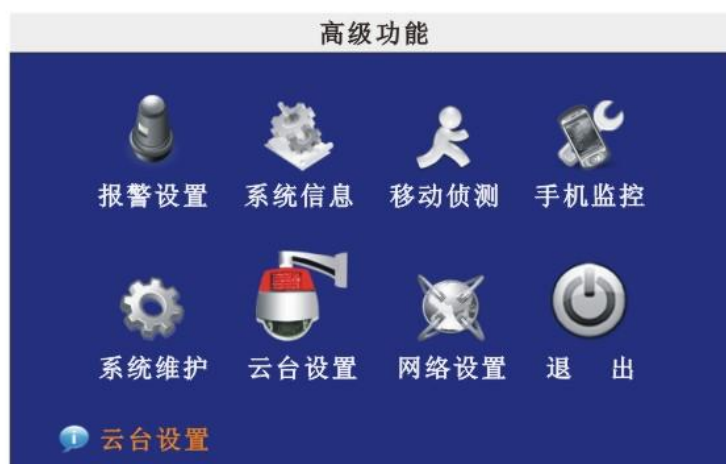 高级功能
报警设置 系统信息 移动侦测 手机监控
系统维护 云台设置 网络设置 退 出
云台设置